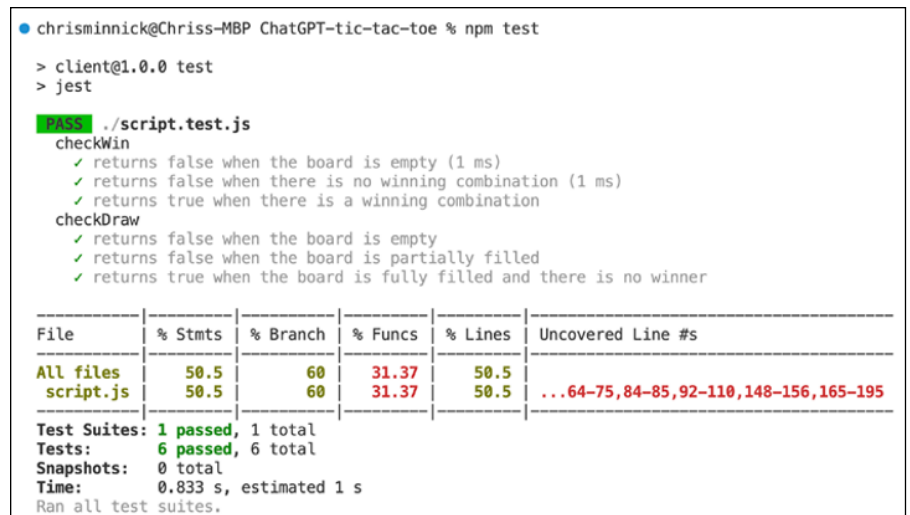 chrisminnick@Chriss-MBP ChatGPT-tic-tac-toe % npm test
> client@1.0.0 test
> jest
PASS ./script.test.js
checkWin
✓ returns false when the board is empty (1 ms)
✓ returns false when there is no winning combination (1 ms)
✓ returns true when there is a winning combination
checkDraw
✓ returns false when the board is empty
✓ returns false when the board is partially filled
✓ returns true when the board is fully filled and there is no winner
-----------|---------|----------|---------|---------|---------------------------------------
File | % Stmts | % Branch | % Funcs | % Lines | Uncovered Line #s
-----------|---------|----------|---------|---------|---------------------------------------
All files | 50.5 | 60 | 31.37 | 50.5 |
script.js | 50.5 | 60 | 31.37 | 50.5 | ...64-75,84-85,92-110,148-156,165-195
-----------|---------|----------|---------|---------|---------------------------------------
Test Suites: 1 passed, 1 total
Tests: 6 passed, 6 total
Snapshots: 0 total
Time: 0.833 s, estimated 1 s
Ran all test suites.